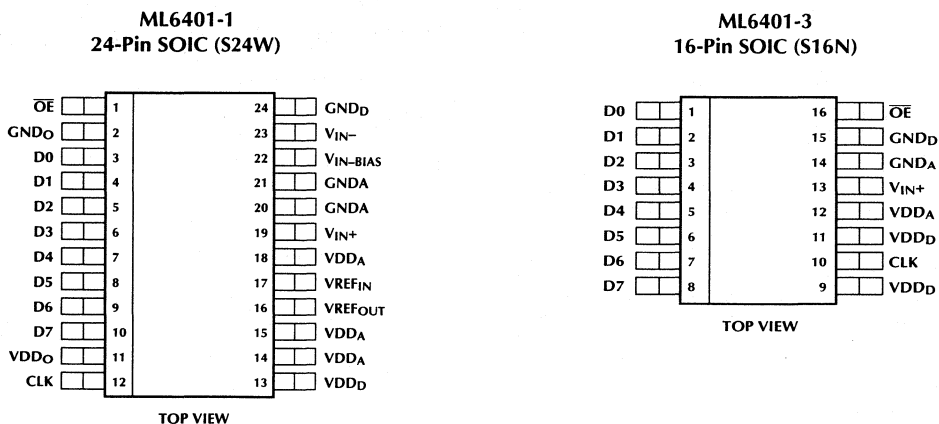 ML6401-1
24-Pin SOIC (S24W)
OE 1 24 GNDD
GNDO 2 23 VIN–
D0 3 22 VIN–BIAS
D1 4 21 GNDA
D2 5 20 GNDA
D3 6 19 VIN+
D4 7 18 VDDA
D5 8 17 VREFIN
D6 9 16 VREFOUT
D7 10 15 VDDA
VDDO 11 14 VDDA
CLK 12 13 VDDD
TOP VIEW
ML6401-3
16-Pin SOIC (S16N)
D0 1 16 OE
D1 2 15 GNDD
D2 3 14 GNDA
D3 4 13 VIN+
D4 5 12 VDDA
D5 6 11 VDDD
D6 7 10 CLK
D7 8 9 VDDD
TOP VIEW